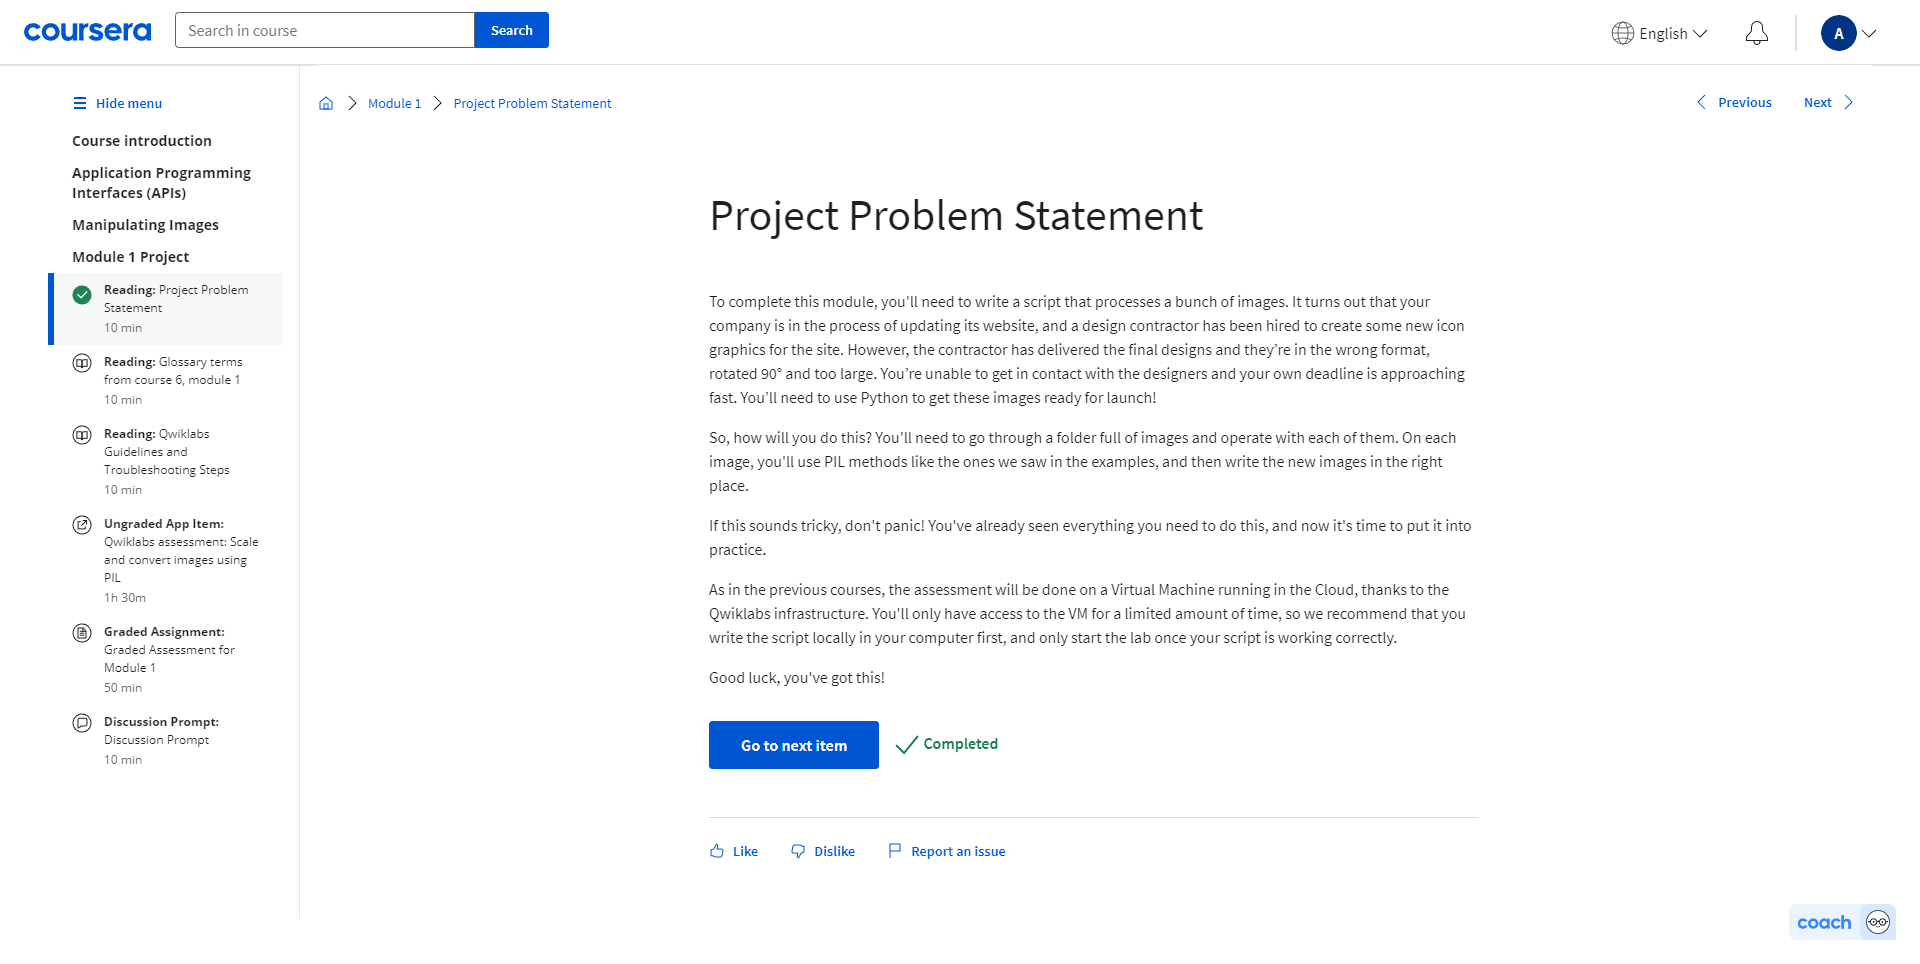 coursera
Search in course
Search
English
A
Hide menu
Course introduction
Application Programming
Interfaces (APIs)
Manipulating Images
Module 1 Project
Reading: Project Problem
Statement
10 min
Reading: Glossary terms
from course 6, module 1
10 min
Reading: Qwiklabs
Guidelines and
Troubleshooting Steps
10 min
Ungraded App Item:
Qwiklabs assessment: Scale
and convert images using
PIL
1h 30m
Graded Assignment:
Graded Assessment for
Module 1
50 min
Discussion Prompt:
Discussion Prompt
10 min
Module 1
Project Problem Statement
Previous
Next
Project Problem Statement
To complete this module, you'll need to write a script that processes a bunch of images. It turns out that your
company is in the process of updating its website, and a design contractor has been hired to create some new icon
graphics for the site. However, the contractor has delivered the final designs and they’re in the wrong format,
rotated 90° and too large. You’re unable to get in contact with the designers and your own deadline is approaching
fast. You’ll need to use Python to get these images ready for launch!
So, how will you do this? You'll need to go through a folder full of images and operate with each of them. On each
image, you'll use PIL methods like the ones we saw in the examples, and then write the new images in the right
place.
If this sounds tricky, don't panic! You've already seen everything you need to do this, and now it's time to put it into
practice.
As in the previous courses, the assessment will be done on a Virtual Machine running in the Cloud, thanks to the
Qwiklabs infrastructure. You'll only have access to the VM for a limited amount of time, so we recommend that you
write the script locally in your computer first, and only start the lab once your script is working correctly.
Good luck, you've got this!
Go to next item
Completed
Like
Dislike
Report an issue
coach